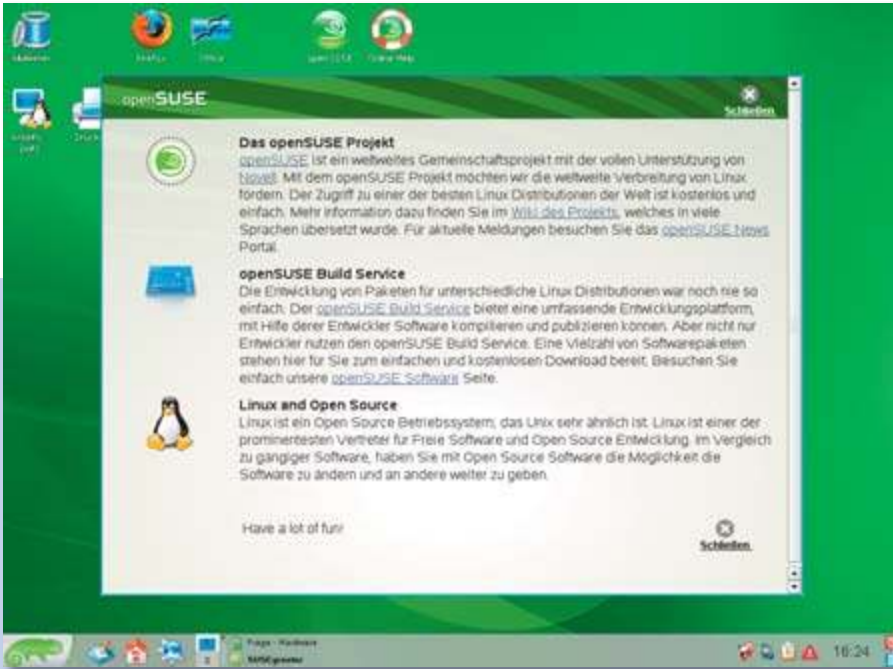 Firefox
Office
openSUSE
Online Help
openSUSE
Schließen
Das openSUSE Projekt
openSUSE ist ein weltweites Gemeinschaftsprojekt mit der vollen Unterstützung von
Novell. Mit dem openSUSE Projekt möchten wir die weltweite Verbreitung von Linux
fördern. Der Zugriff zu einer der besten Linux Distributionen der Welt ist kostenlos und
einfach. Mehr Information dazu finden Sie im Wiki des Projekts, welches in viele
Sprachen übersetzt wurde. Für aktuelle Meldungen besuchen Sie das openSUSE News
Portal.
openSUSE Build Service
Die Entwicklung von Paketen für unterschiedliche Linux Distributionen war noch nie so
einfach. Der openSUSE Build Service bietet eine umfassende Entwicklungsplattform,
mit Hilfe derer Entwickler Software kompilieren und publizieren können. Aber nicht nur
Entwickler nutzen den openSUSE Build Service. Eine Vielzahl von Softwarepaketen
stehen hier für Sie zum einfachen und kostenlosen Download bereit. Besuchen Sie
einfach unsere openSUSE Software Seite.
Linux and Open Source
Linux ist ein Open Source Betriebssystem, das Unix sehr ähnlich ist. Linux ist einer der
prominentesten Vertreter für Freie Software und Open Source Entwicklung. Im Vergleich
zu gängiger Software, haben Sie mit Open Source Software die Möglichkeit die
Software zu ändern und an andere weiter zu geben.
Have a lot of fun!
Schließen
Frage - Hardware
SUSEgreeter
16:24